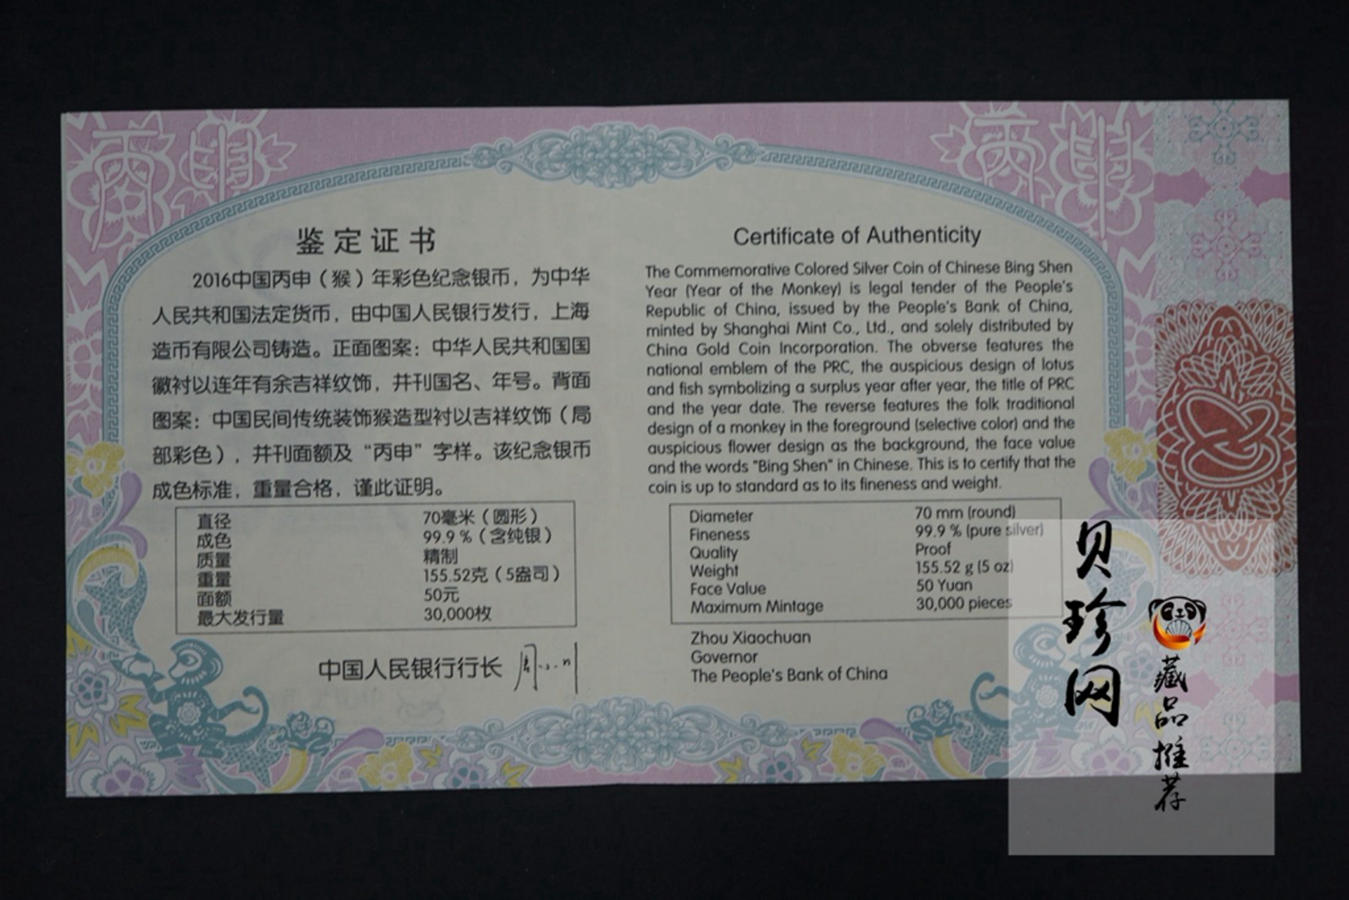 鉴定证书
2016中国丙申（猴）年彩色纪念银币，为中华
人民共和国法定货币，由中国人民银行发行，上海
造币有限公司铸造。正面图案：中华人民共和国国
徽衬以连年有余吉祥纹饰，并刊国名、年号。背面
图案：中国民间传统装饰猴造型衬以吉祥纹饰（局
部彩色），并刊面额及“丙申”字样。该纪念银币
成色标准，重量合格，谨此证明。
直径 70毫米（圆形）
成色 99.9 %（含纯银）
质量 精制
重量 155.52克（5盎司）
面额 50元
最大发行量 30,000枚
中国人民银行行长
Certificate of Authenticity
The Commemorative Colored Silver Coin of Chinese Bing Shen
Year (Year of the Monkey) is legal tender of the People's
Republic of China, issued by the People's Bank of China,
minted by Shanghai Mint Co., Ltd., and solely distributed by
China Gold Coin Incorporation. The obverse features the
national emblem of the PRC, the auspicious design of lotus
and fish symbolizing a surplus year after year, the title of PRC
and the year date. The reverse features the folk traditional
design of a monkey in the foreground (selective color) and the
auspicious flower design as the background, the face value
and the words "Bing Shen" in Chinese. This is to certify that the
coin is up to standard as to its fineness and weight.
Diameter 70 mm (round)
Fineness 99.9 % (pure silver)
Quality Proof
Weight 155.52 g (5 oz)
Face Value 50 Yuan
Maximum Mintage 30,000 pieces
Zhou Xiaochuan
Governor
The People's Bank of China
贝珍网
藏品推荐